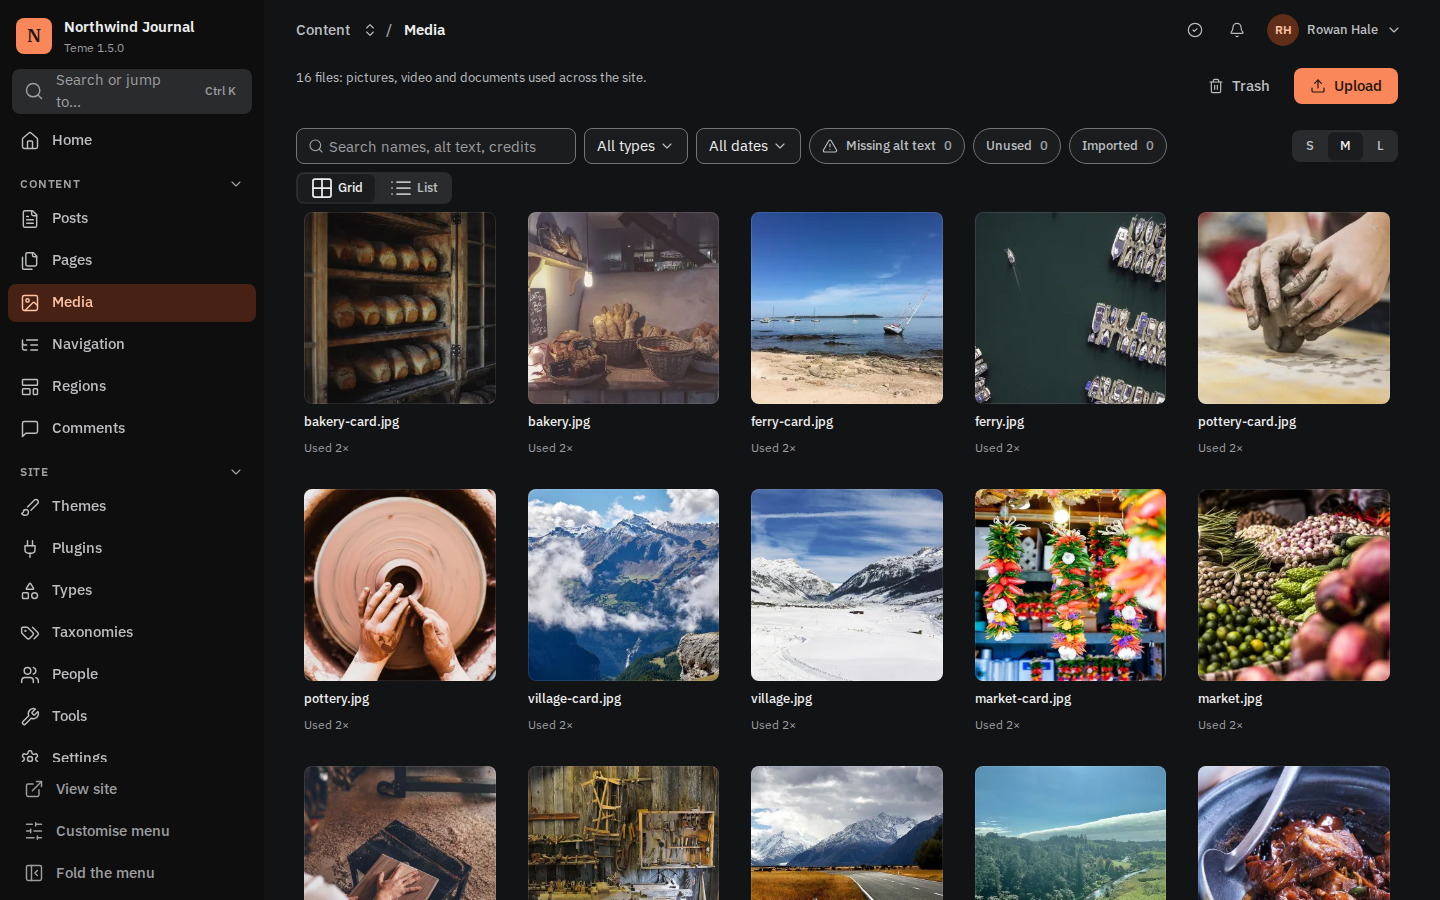 N
Northwind Journal
Teme 1.5.0
Search or jump
to...
Ctrl K
Home
CONTENT
Posts
Pages
Media
Navigation
Regions
Comments
SITE
Themes
Plugins
Types
Taxonomies
People
Tools
Settings
View site
Customise menu
Fold the menu
Content / Media
RH
Rowan Hale
16 files: pictures, video and documents used across the site.
Trash
Upload
Search names, alt text, credits
All types
All dates
Missing alt text 0
Unused 0
Imported 0
S
M
L
Grid
List
bakery-card.jpg
Used 2×
bakery.jpg
Used 2×
ferry-card.jpg
Used 2×
ferry.jpg
Used 2×
pottery-card.jpg
Used 2×
pottery.jpg
Used 2×
village-card.jpg
Used 2×
village.jpg
Used 2×
market-card.jpg
Used 2×
market.jpg
Used 2×